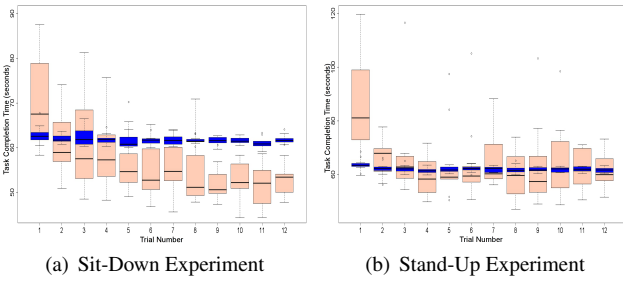 90
80
70
60
50
Task Completion Time (seconds)
1 2 3 4 5 6 7 8 9 10 11 12
Trial Number
(a) Sit-Down Experiment
120
100
80
60
Task Completion Time (seconds)
1 2 3 4 5 6 7 8 9 10 11 12
Trial Number
(b) Stand-Up Experiment